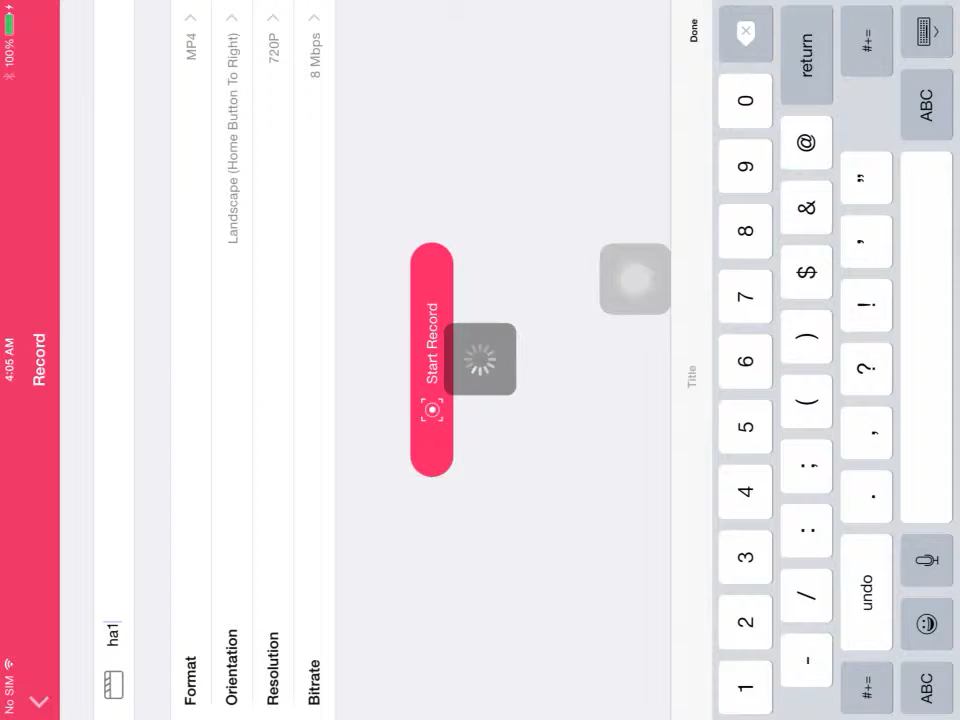 No SIM 4:05 AM 100%
Record
ha1
Format MP4
Orientation Landscape (Home Button To Right)
Resolution 720P
Bitrate 8 Mbps
Start Record
Title Done
1 2 3 4 5 6 7 8 9 0
- / : ; ( ) $ & @ return
#+= undo . , ? ! ' " #+=
ABC ABC